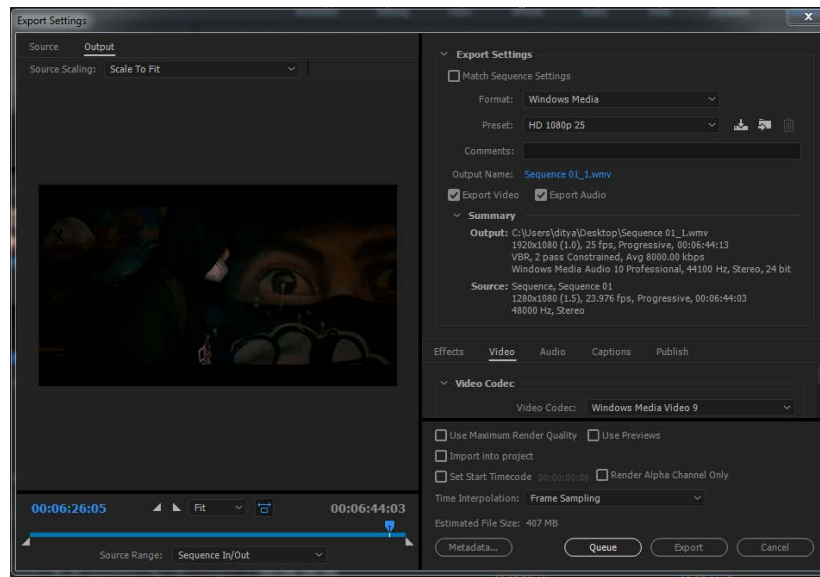 Export Settings
x
Source Output
Source Scaling: Scale To Fit
00:06:26:05 Fit 00:06:44:03
Source Range: Sequence In/Out
Export Settings
Match Sequence Settings
Format: Windows Media
Preset: HD 1080p 25
Comments:
Output Name: Sequence 01_1.wmv
Export Video Export Audio
Summary
Output: C:\Users\ditya\Desktop\Sequence 01_1.wmv
1920x1080 (1.0), 25 fps, Progressive, 00:06:44:13
VBR, 2 pass Constrained, Avg 8000.00 kbps
Windows Media Audio 10 Professional, 44100 Hz, Stereo, 24 bit
Source: Sequence, Sequence 01
1280x1080 (1.5), 23.976 fps, Progressive, 00:06:44:03
48000 Hz, Stereo
Effects Video Audio Captions Publish
Video Codec
Video Codec: Windows Media Video 9
Use Maximum Render Quality Use Previews
Import into project
Set Start Timecode 00:00:00:00 Render Alpha Channel Only
Time Interpolation: Frame Sampling
Estimated File Size: 407 MB
Metadata... Queue Export Cancel